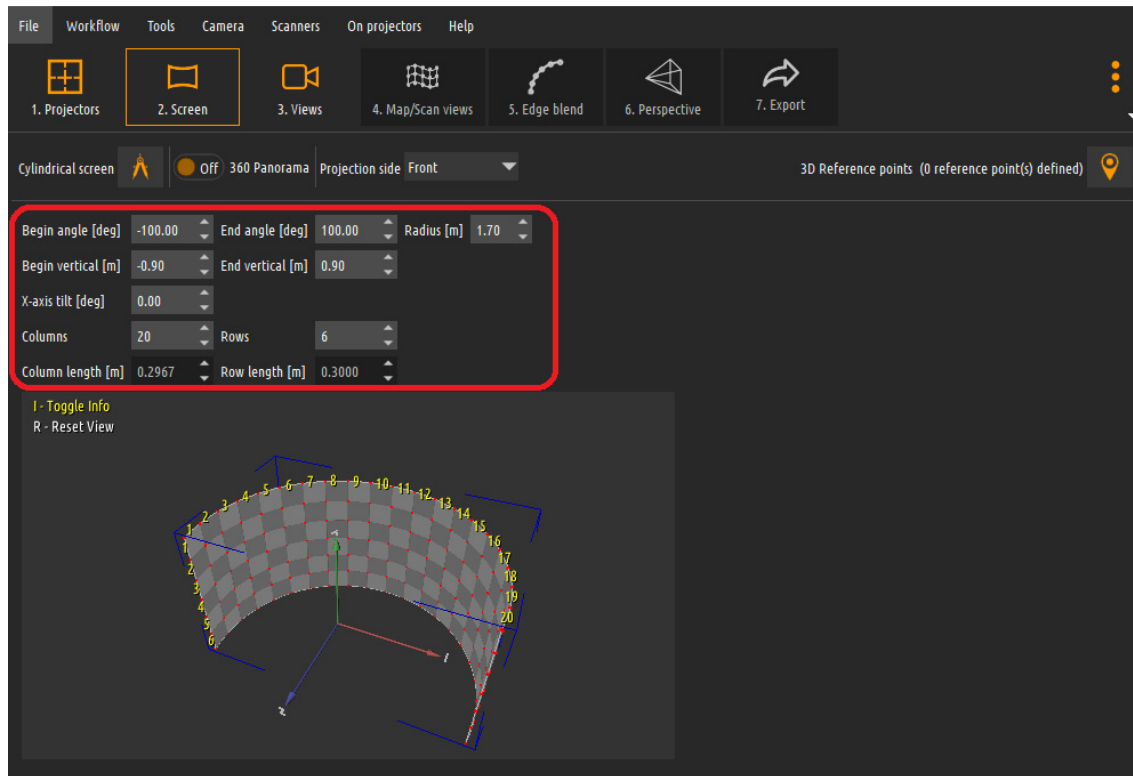 File Workflow Tools Camera Scanners On projectors Help
1. Projectors 2. Screen 3. Views 4. Map/Scan views 5. Edge blend 6. Perspective 7. Export
Cylindrical screen Off 360 Panorama Projection side Front 3D Reference points (0 reference point(s) defined)
Begin angle [deg] -100.00 End angle [deg] 100.00 Radius [m] 1.70
Begin vertical [m] -0.90 End vertical [m] 0.90
X-axis tilt [deg] 0.00
Columns 20 Rows 6
Column length [m] 0.2967 Row length [m] 0.3000
I - Toggle Info
R - Reset View
1 2 3 4 5 6 7 8 9 10 11 12 13 14 15 16 17 18 19 20
1
2
3
4
5
6
Z